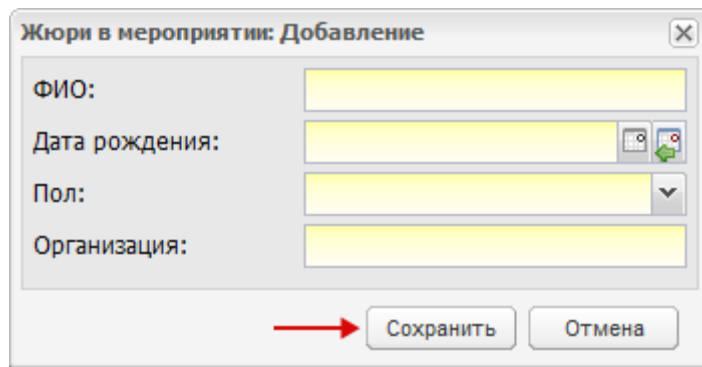 Жюри в мероприятии: Добавление
ФИО:
Дата рождения:
Пол:
Организация:
Сохранить Отмена